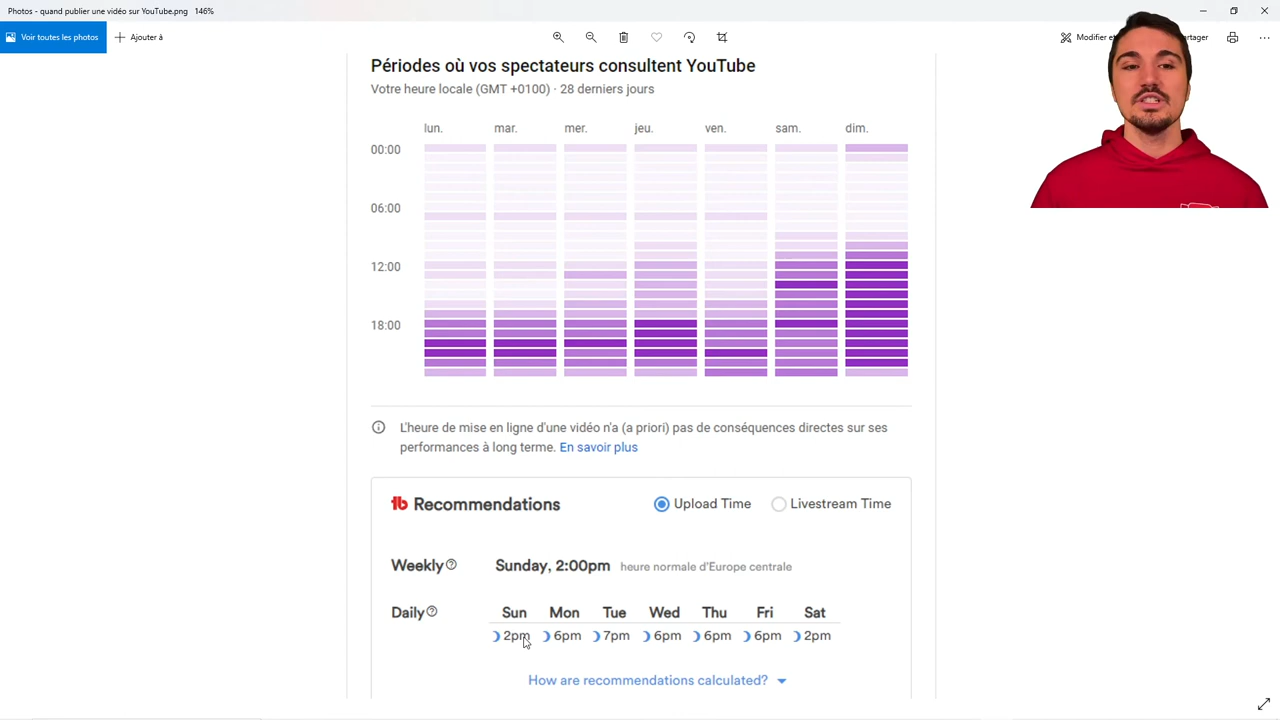 Photos - quand publier une vidéo sur YouTube.png 146%
Voir toutes les photos
Ajouter à
Modifier et
artager
Périodes où vos spectateurs consultent YouTube
Votre heure locale (GMT +0100) · 28 derniers jours
lun. mar. mer. jeu. ven. sam. dim.
00:00
06:00
12:00
18:00
L'heure de mise en ligne d'une vidéo n'a (a priori) pas de conséquences directes sur ses
performances à long terme. En savoir plus
tb Recommendations
Upload Time
Livestream Time
Weekly Sunday, 2:00pm heure normale d'Europe centrale
Daily Sun Mon Tue Wed Thu Fri Sat
2pm 6pm 7pm 6pm 6pm 6pm 2pm
How are recommendations calculated?